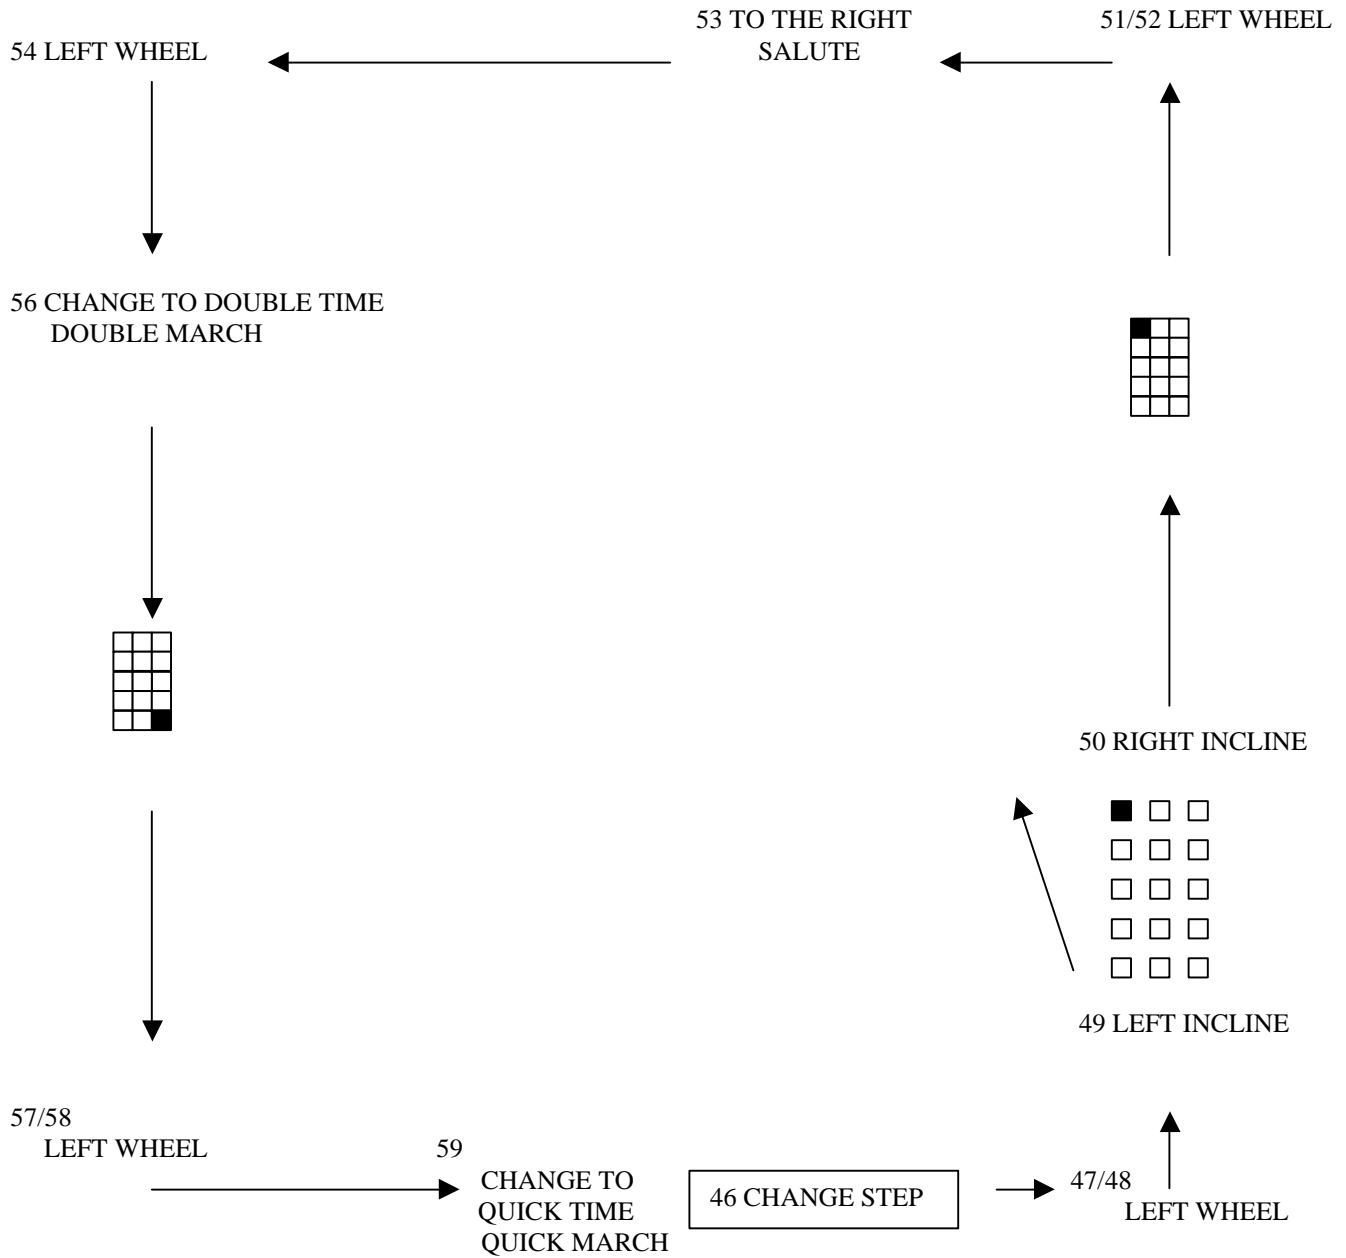 53 TO THE RIGHT
SALUTE
51/52 LEFT WHEEL
54 LEFT WHEEL
56 CHANGE TO DOUBLE TIME
DOUBLE MARCH
50 RIGHT INCLINE
49 LEFT INCLINE
57/58
LEFT WHEEL
59
CHANGE TO
QUICK TIME
QUICK MARCH
46 CHANGE STEP
47/48
LEFT WHEEL